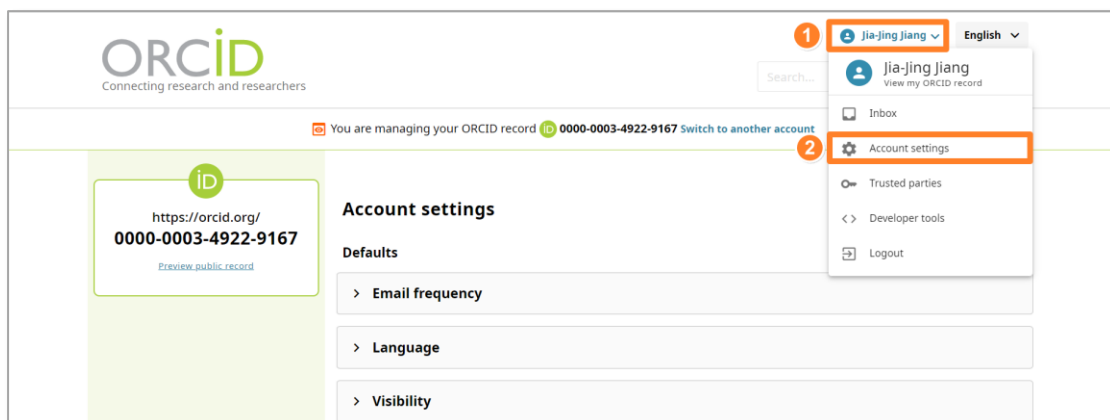 1
Jia-Jing Jiang
English
ORCiD
Connecting research and researchers
Search...
Jia-Jing Jiang
View my ORCID record
Inbox
You are managing your ORCID record iD 0000-0003-4922-9167 Switch to another account
2
Account settings
Trusted parties
Developer tools
Logout
iD
https://orcid.org/
0000-0003-4922-9167
Preview public record
Account settings
Defaults
Email frequency
Language
Visibility